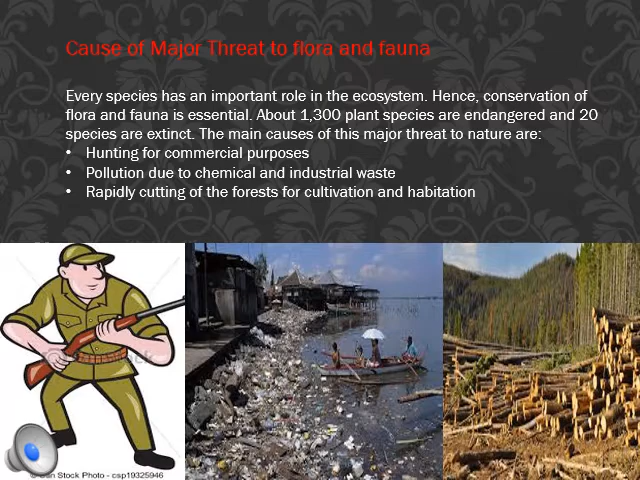 Cause of Major Threat to flora and fauna
Every species has an important role in the ecosystem. Hence, conservation of
flora and fauna is essential. About 1,300 plant species are endangered and 20
species are extinct. The main causes of this major threat to nature are:
• Hunting for commercial purposes
• Pollution due to chemical and industrial waste
• Rapidly cutting of the forests for cultivation and habitation
© Can Stock Photo - csp19325946